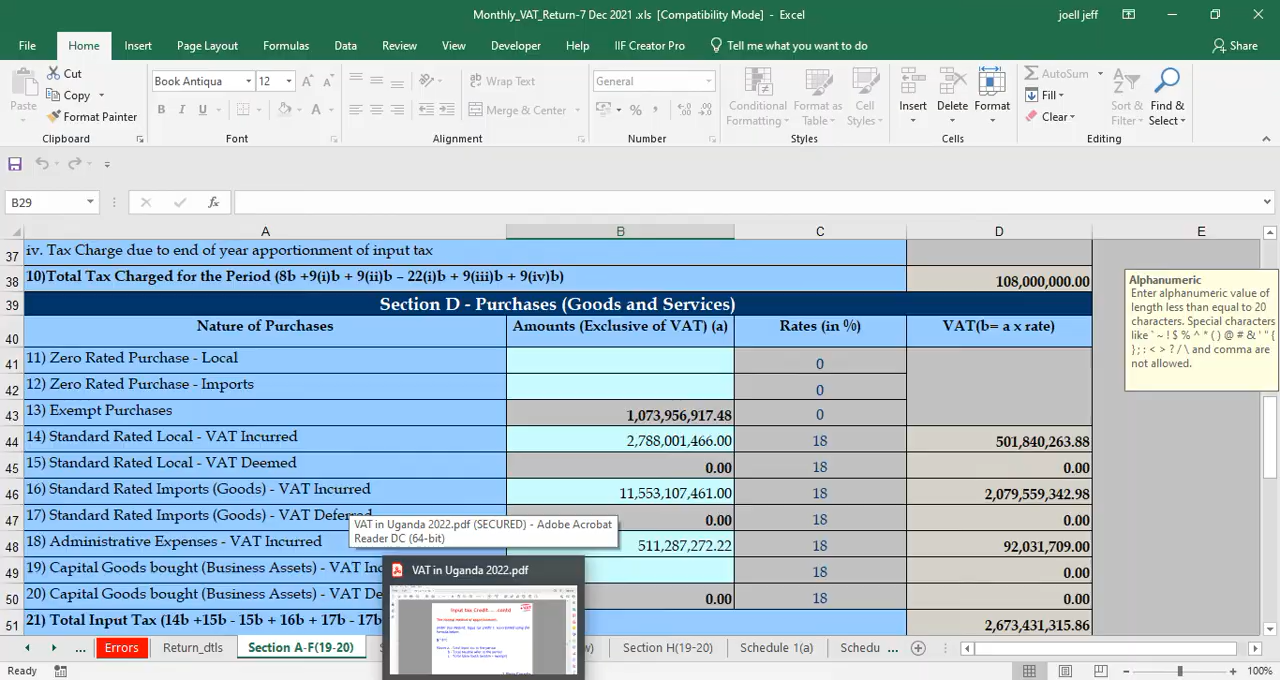 Monthly_VAT_Return-7 Dec 2021 .xls [Compatibility Mode] - Excel
joell jeff
File Home Insert Page Layout Formulas Data Review View Developer Help IIF Creator Pro Tell me what you want to do Share
Paste
Cut
Copy
Format Painter
Clipboard
Book Antiqua 12
B I U
Font
Wrap Text
Merge & Center
Alignment
General
Number
Conditional Formatting
Format as Table
Cell Styles
Styles
Insert Delete Format
Cells
AutoSum
Fill
Clear
Sort & Filter
Find & Select
Editing
B29
fx
A B C D E
37 iv. Tax Charge due to end of year apportionment of input tax
38 10)Total Tax Charged for the Period (8b +9(i)b + 9(ii)b – 22(i)b + 9(iii)b + 9(iv)b) 108,000,000.00
39 Section D - Purchases (Goods and Services)
40 Nature of Purchases Amounts (Exclusive of VAT) (a) Rates (in %) VAT(b= a x rate)
41 11) Zero Rated Purchase - Local 0
42 12) Zero Rated Purchase - Imports 0
43 13) Exempt Purchases 1,073,956,917.48 0
44 14) Standard Rated Local - VAT Incurred 2,788,001,466.00 18 501,840,263.88
45 15) Standard Rated Local - VAT Deemed 0.00 18 0.00
46 16) Standard Rated Imports (Goods) - VAT Incurred 11,553,107,461.00 18 2,079,559,342.98
47 17) Standard Rated Imports (Goods) - VAT Deferred 0.00 18 0.00
48 18) Administrative Expenses - VAT Incurred 511,287,272.22 18 92,031,709.00
49 19) Capital Goods bought (Business Assets) - VAT Inc 18 0.00
50 20) Capital Goods bought (Business Assets) - VAT De 0.00 18 0.00
51 21) Total Input Tax (14b +15b - 15b + 16b + 17b - 17b 2,673,431,315.86
Alphanumeric
Enter alphanumeric value of
length less than equal to 20
characters. Special characters
like ` ~ ! $ % ^ * ( ) @ # & ' " {
} ; : < > ? / \ and comma are
not allowed.
VAT in Uganda 2022.pdf (SECURED) - Adobe Acrobat
Reader DC (64-bit)
VAT in Uganda 2022.pdf
Input tax Credit ... contd
... Errors Return_dtls Section A-F(19-20) Section H(19-20) Schedule 1(a) Schedu ...
Ready
100%